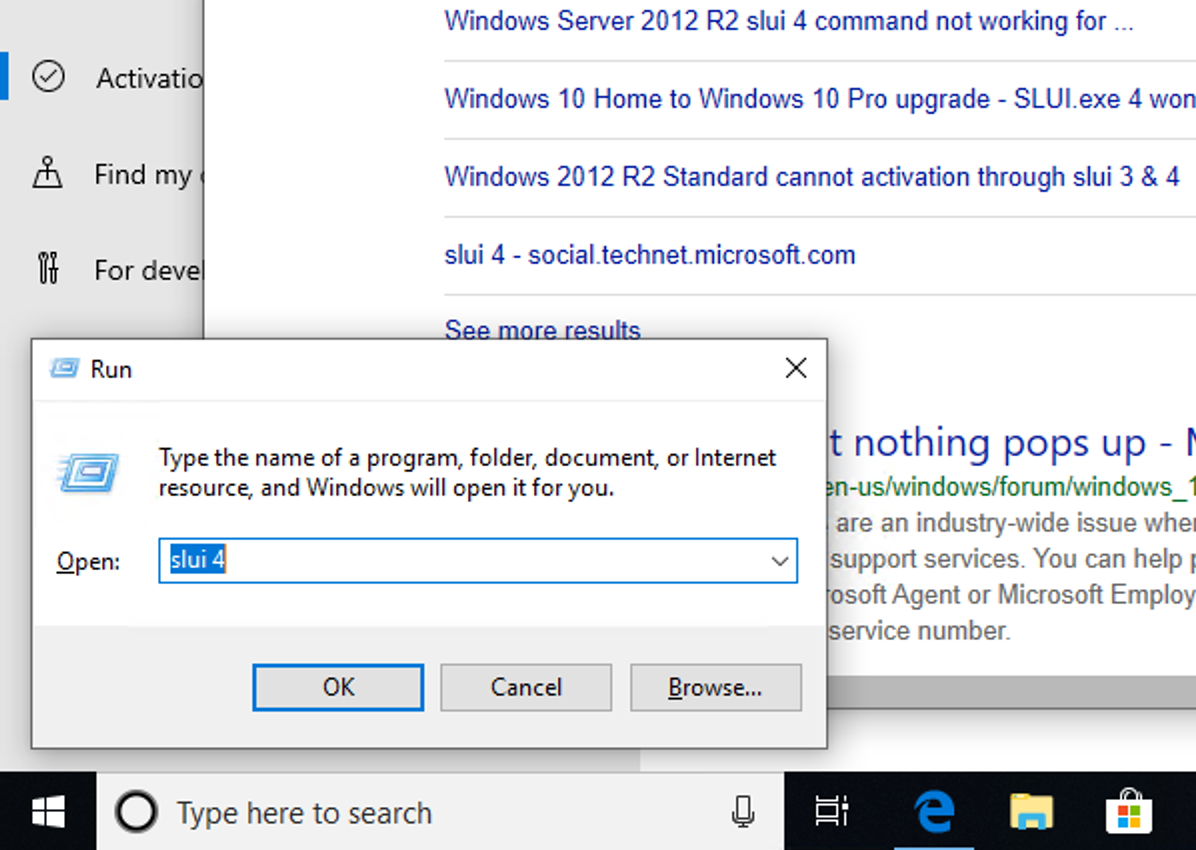 Windows Server 2012 R2 slui 4 command not working for ...
Activatio
Windows 10 Home to Windows 10 Pro upgrade - SLUI.exe 4 won
Find my
Windows 2012 R2 Standard cannot activation through slui 3 & 4
For devel
slui 4 - social.technet.microsoft.com
See more results
Run
Type the name of a program, folder, document, or Internet
resource, and Windows will open it for you.
Open:
slui 4
OK
Cancel
Browse...
t nothing pops up -
en-us/windows/forum/windows_1
are an industry-wide issue wher
support services. You can help p
rosoft Agent or Microsoft Employ
service number.
Type here to search